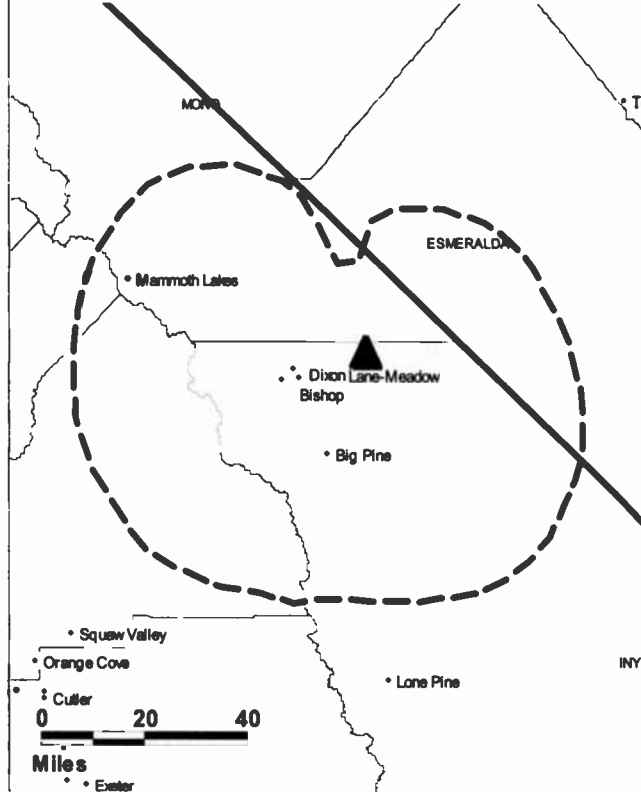 MONO
T
ESMERALDA
Mammoth Lakes
Dixon Lane-Meadow
Bishop
Big Pine
Squaw Valley
Orange Cove
INY
Lone Pine
Cutler
0 20 40
Miles
Exeter